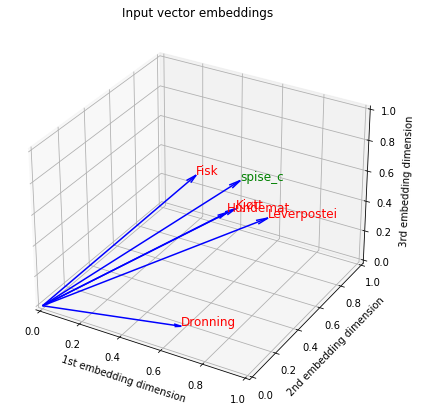 Input vector embeddings
Fisk
spise_c
Kjøtt
Hundemat
Leverpostei
Dronning
0.0
0.2
0.4
0.6
0.8
1.0
1st embedding dimension
0.0
0.2
0.4
0.6
0.8
1.0
2nd embedding dimension
0.0
0.2
0.4
0.6
0.8
1.0
3rd embedding dimension